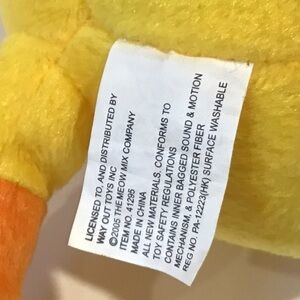 LICENSED TO, AND DISTRIBUTED BY
WAY OUT TOYS INC
©2005 THE MEOW MIX COMPANY
ITEM NO. 41295
MADE IN CHINA
ALL NEW MATERIALS. CONFORMS TO
TOY SAFETY REGULATIONS
CONTAINS INNER BAGGED SOUND & MOTION
MECHANISM, & POLYESTER FIBER
REG NO. PA-12223(HK) SURFACE WASHABLE